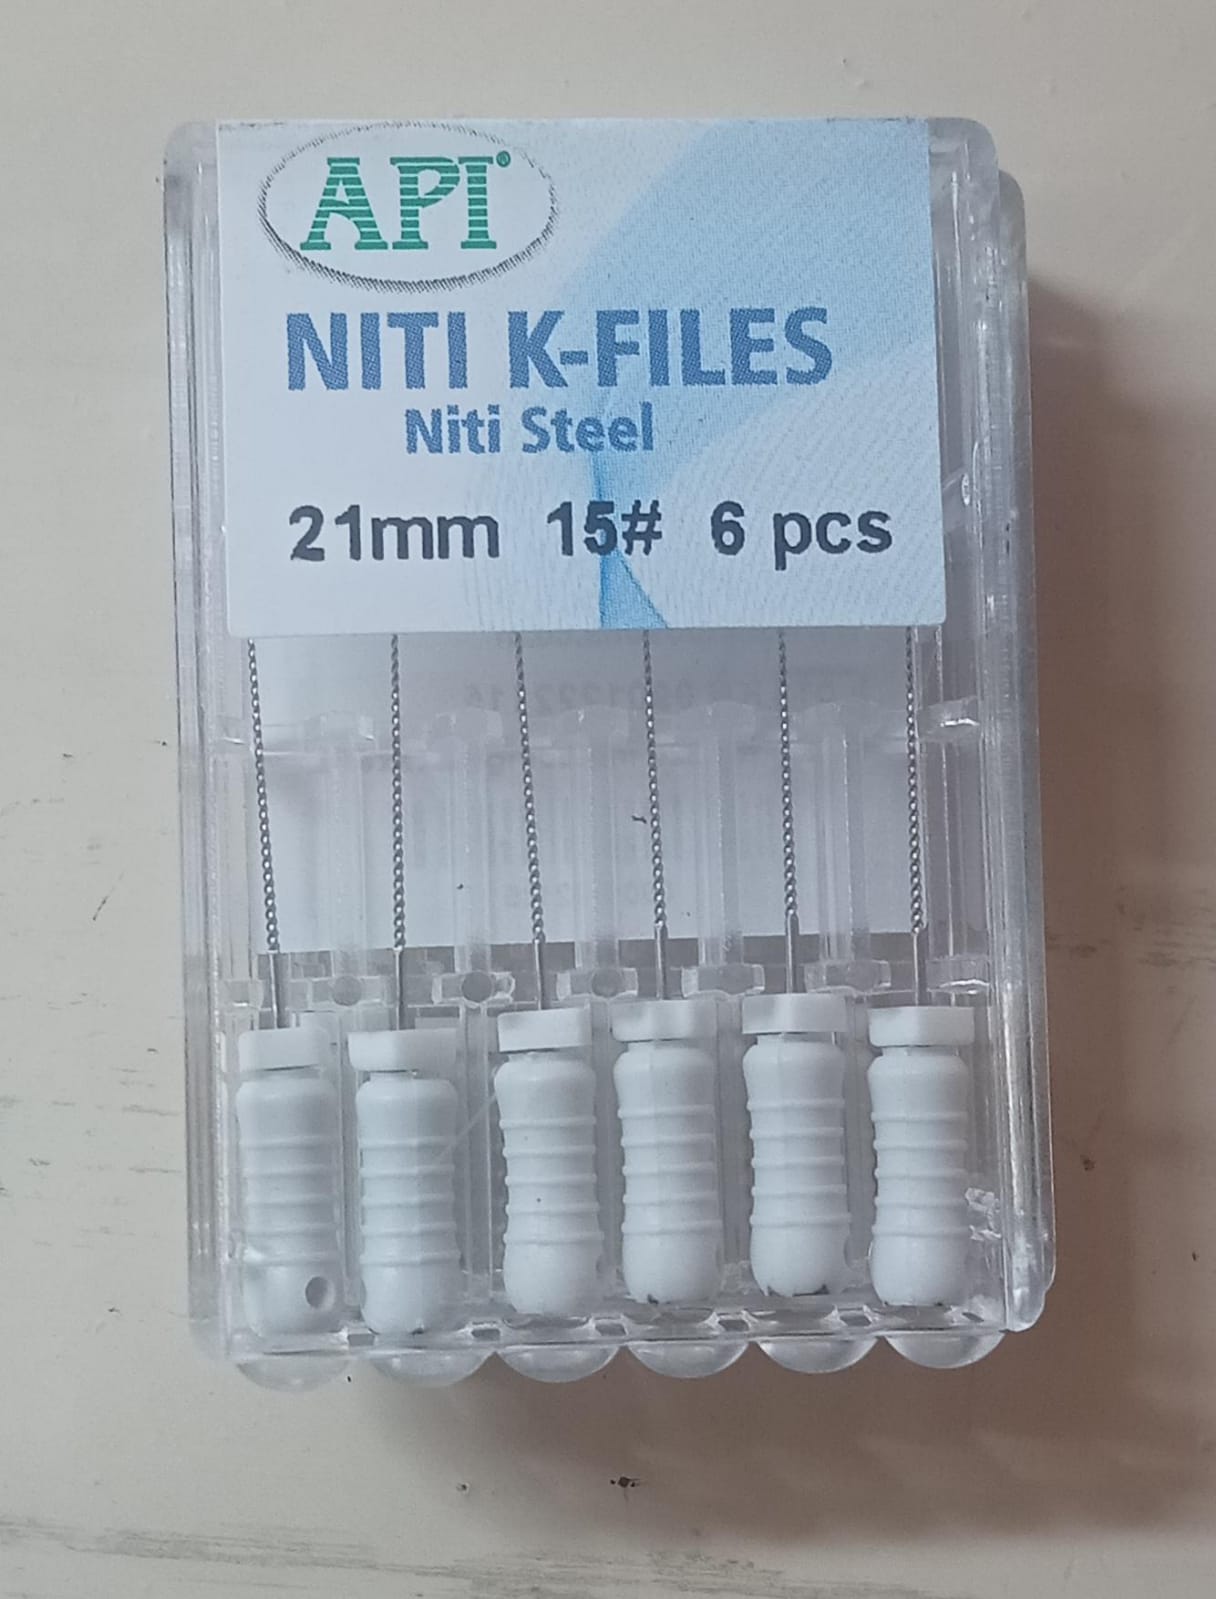 API®
NITI K-FILES
Niti Steel
21mm 15# 6 pcs